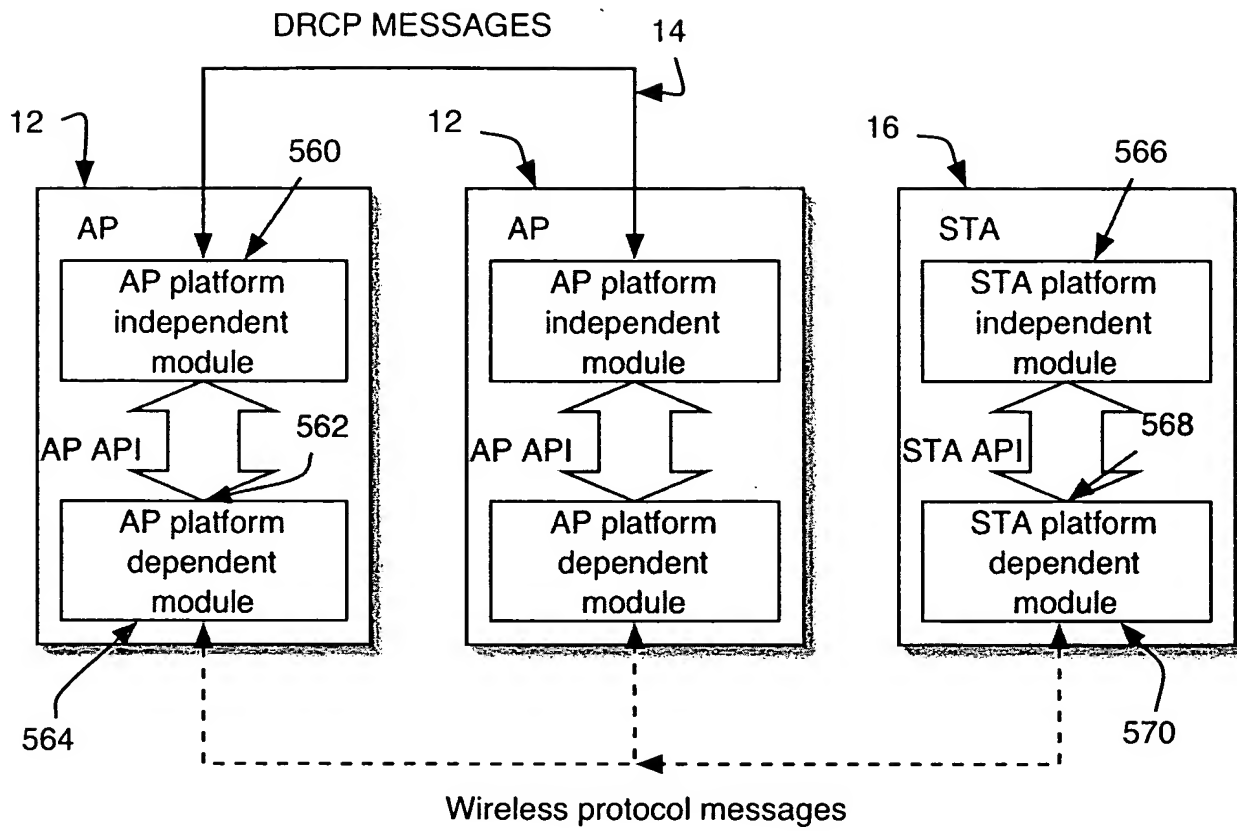 DRCP MESSAGES
14
12
12
16
560
566
AP
AP
STA
AP platform
independent
module
AP platform
independent
module
STA platform
independent
module
562
568
AP API
AP API
STA API
AP platform
dependent
module
AP platform
dependent
module
STA platform
dependent
module
564
570
Wireless protocol messages